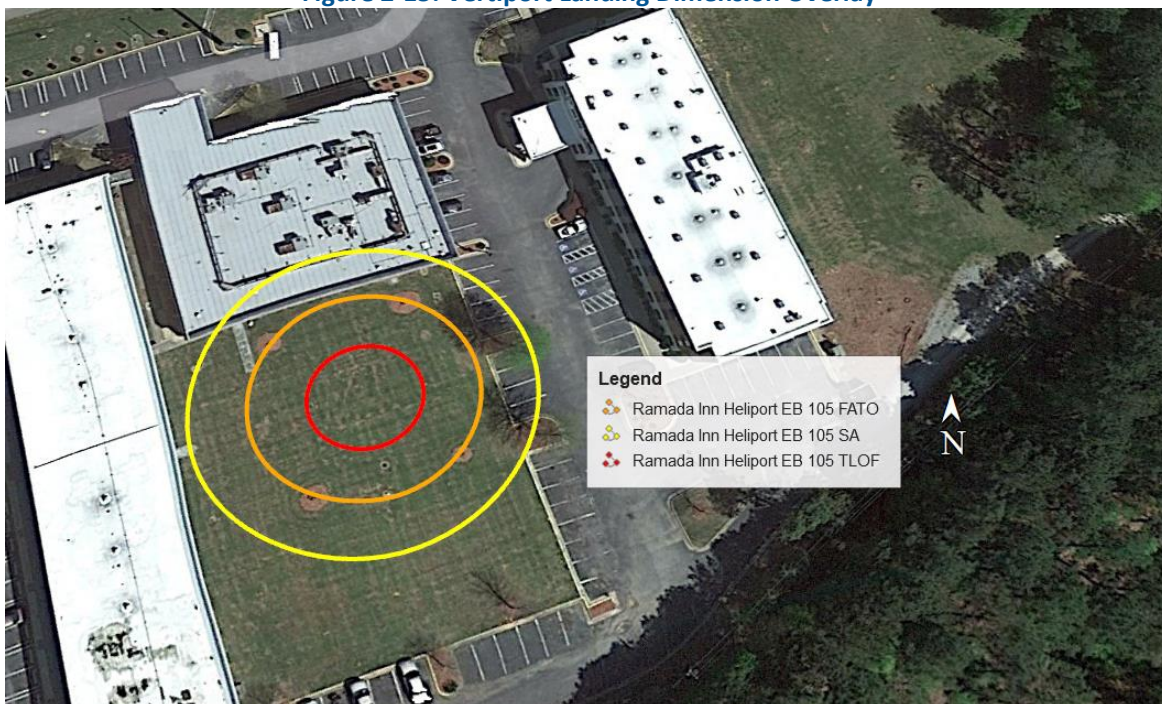 Legend
Ramada Inn Heliport EB 105 FATO
Ramada Inn Heliport EB 105 SA
Ramada Inn Heliport EB 105 TLOF
N